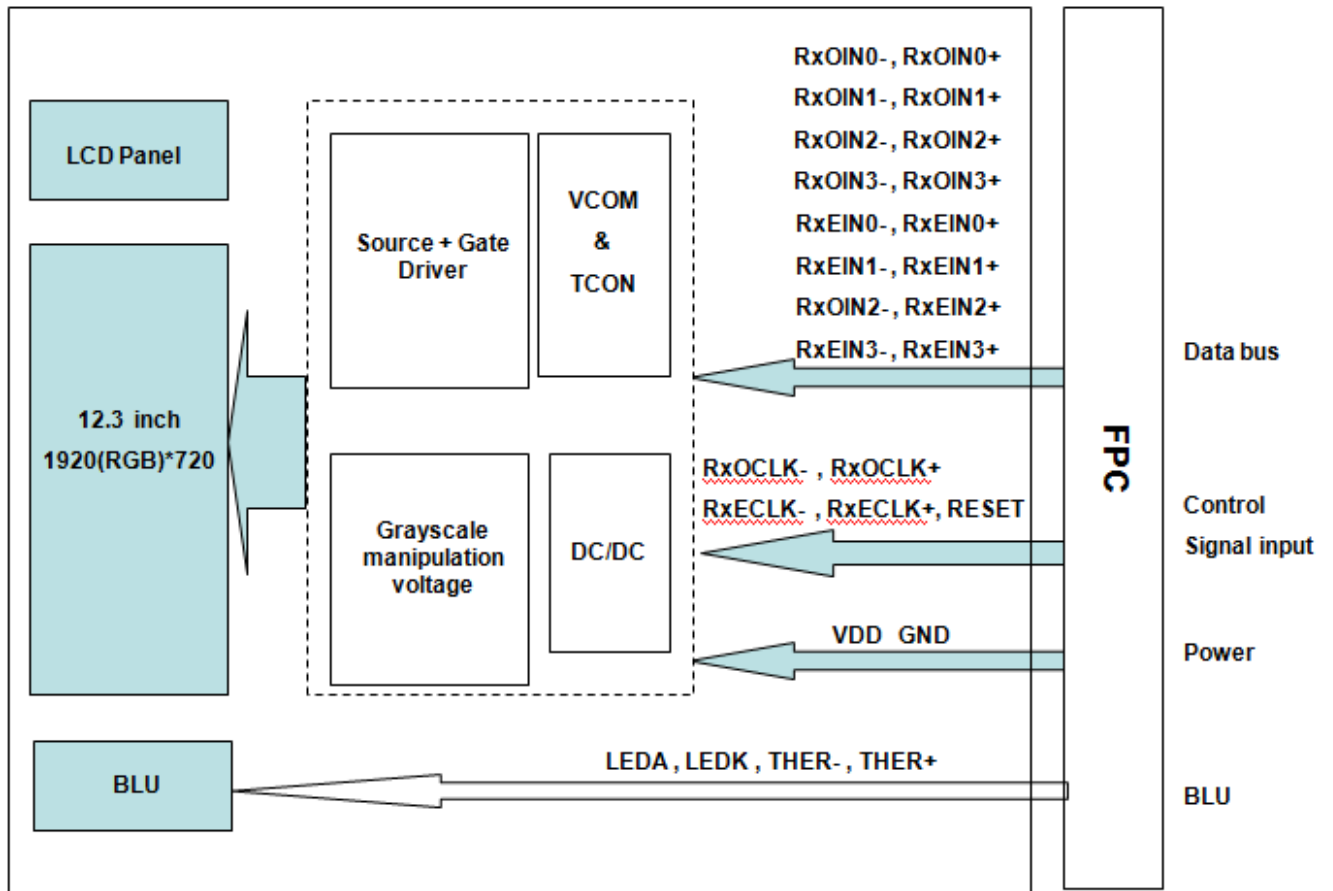 RxOIN0- , RxOIN0+
RxOIN1- , RxOIN1+
RxOIN2- , RxOIN2+
RxOIN3- , RxOIN3+
RxEIN0- , RxEIN0+
RxEIN1- , RxEIN1+
RxOIN2- , RxEIN2+
RxEIN3- , RxEIN3+
LCD Panel
Source + Gate
Driver
VCOM
&
TCON
Data bus
12.3 inch
1920(RGB)*720
FPC
RxOCLK- , RxOCLK+
RxECLK- , RxECLK+, RESET
Control
Signal input
Grayscale
manipulation
voltage
DC/DC
VDD GND
Power
LEDA , LEDK , THER- , THER+
BLU
BLU